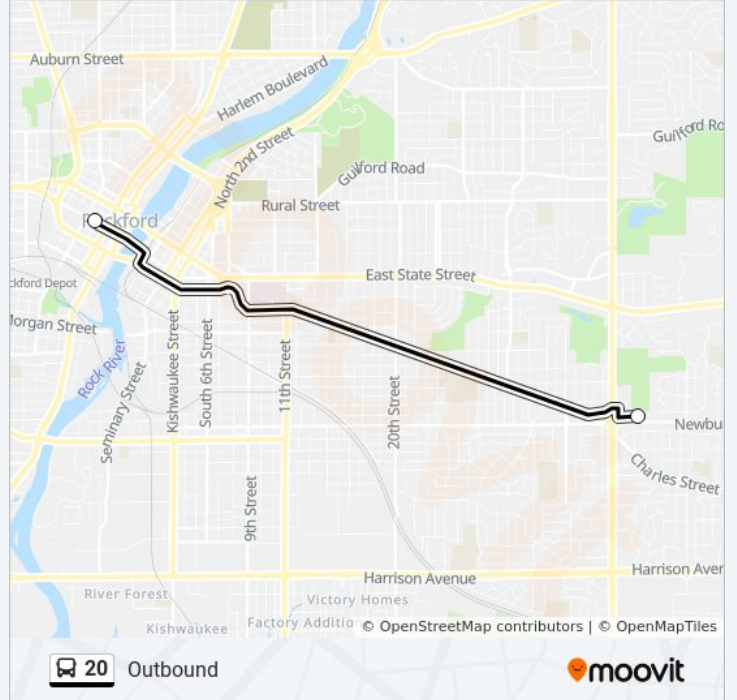 Auburn Street
Harlem Boulevard
Guilford Ro
North 2nd Street
Guilford Road
Rural Street
Rockford
East State Street
ckford Depot
Morgan Street
Rock River
Kishwaukee Street
South 6th Street
11th Street
Seminary Street
20th Street
Newbu
Charles Street
9th Street
Harrison Avenue
Harrison Aver
River Forest
Victory Homes
Factory Additio
Kishwaukee
© OpenStreetMap contributors | © OpenMapTiles
20 Outbound
moovit